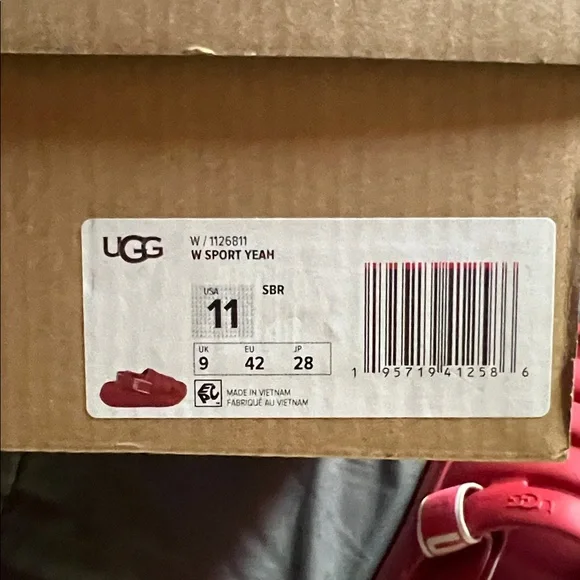 UGG
W / 1126811
W SPORT YEAH
USA
11
SBR
UK EU JP
9 42 28
1 95719 41258 6
MADE IN VIETNAM
FABRIQUÉ AU VIETNAM
UGG